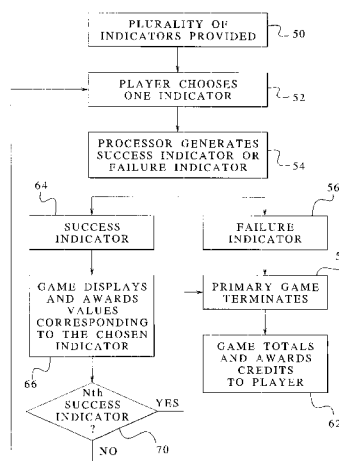 PLURALITY OF
INDICATORS PROVIDED
50
PLAYER CHOOSES
ONE INDICATOR
52
PROCESSOR GENERATES
SUCCESS INDICATOR OR
FAILURE INDICATOR
54
64
SUCCESS
INDICATOR
56
FAILURE
INDICATOR
GAME DISPLAYS
AND AWARDS
VALUES
CORRESPONDING
TO THE CHOSEN
INDICATOR
66
PRIMARY GAME
TERMINATES
GAME TOTALS
AND AWARDS
CREDITS
TO PLAYER
62
Nth
SUCCESS
INDICATOR
?
YES
70
NO